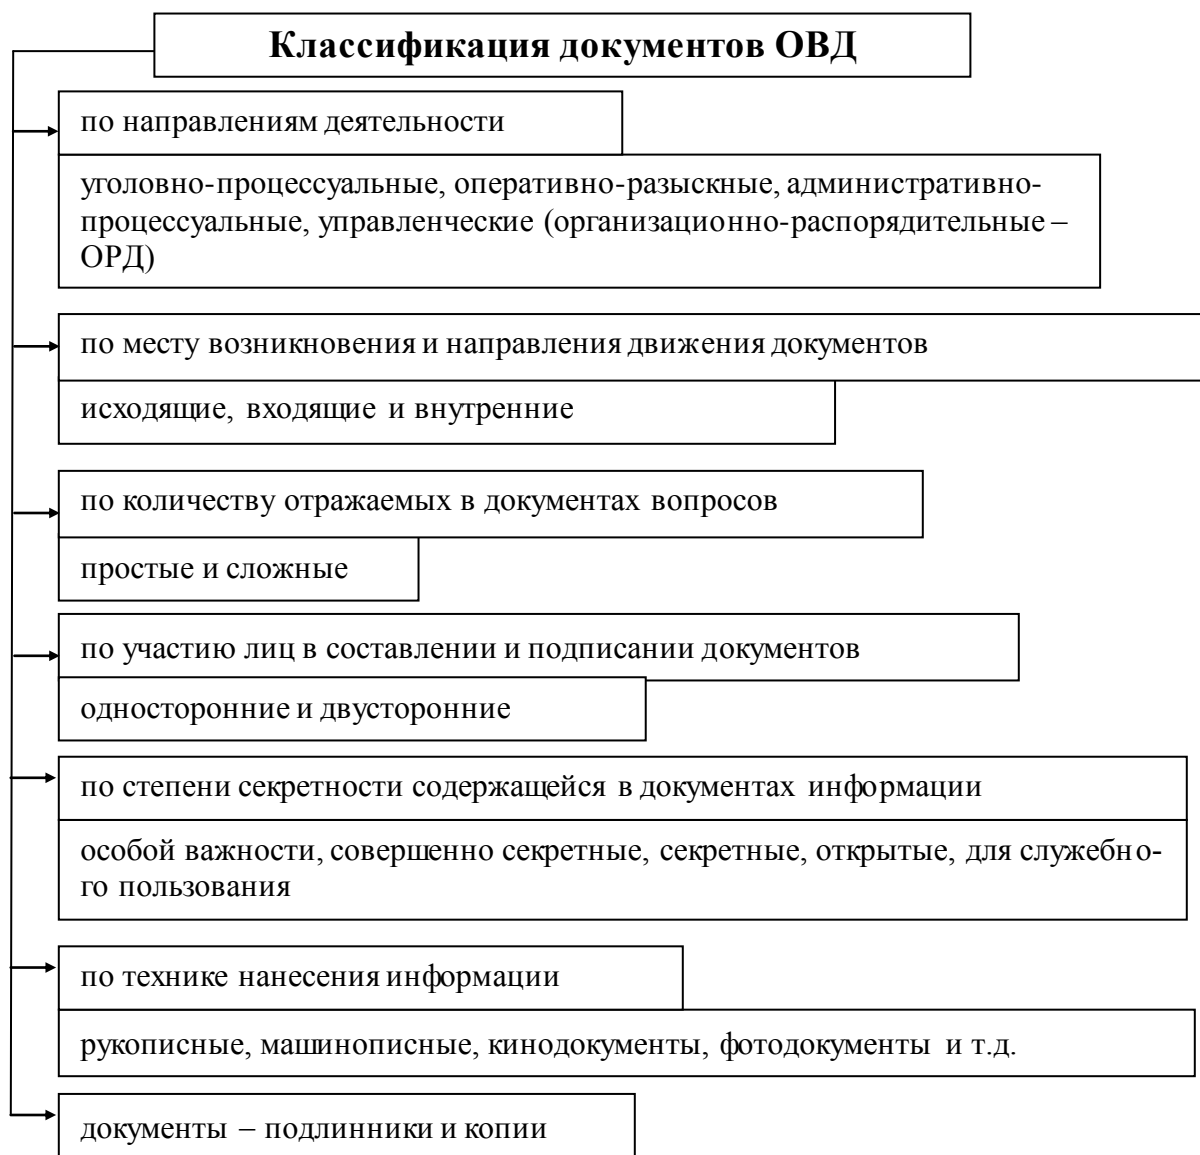 Классификация документов ОВД
по направлениям деятельности
уголовно-процессуальные, оперативно-разыскные, административно-
процессуальные, управленческие (организационно-распорядительные –
ОРД)
по месту возникновения и направления движения документов
исходящие, входящие и внутренние
по количеству отражаемых в документах вопросов
простые и сложные
по участию лиц в составлении и подписании документов
односторонние и двусторонние
по степени секретности содержащейся в документах информации
особой важности, совершенно секретные, секретные, открытые, для служебно-
го пользования
по технике нанесения информации
рукописные, машинописные, кинодокументы, фотодокументы и т.д.
документы – подлинники и копии